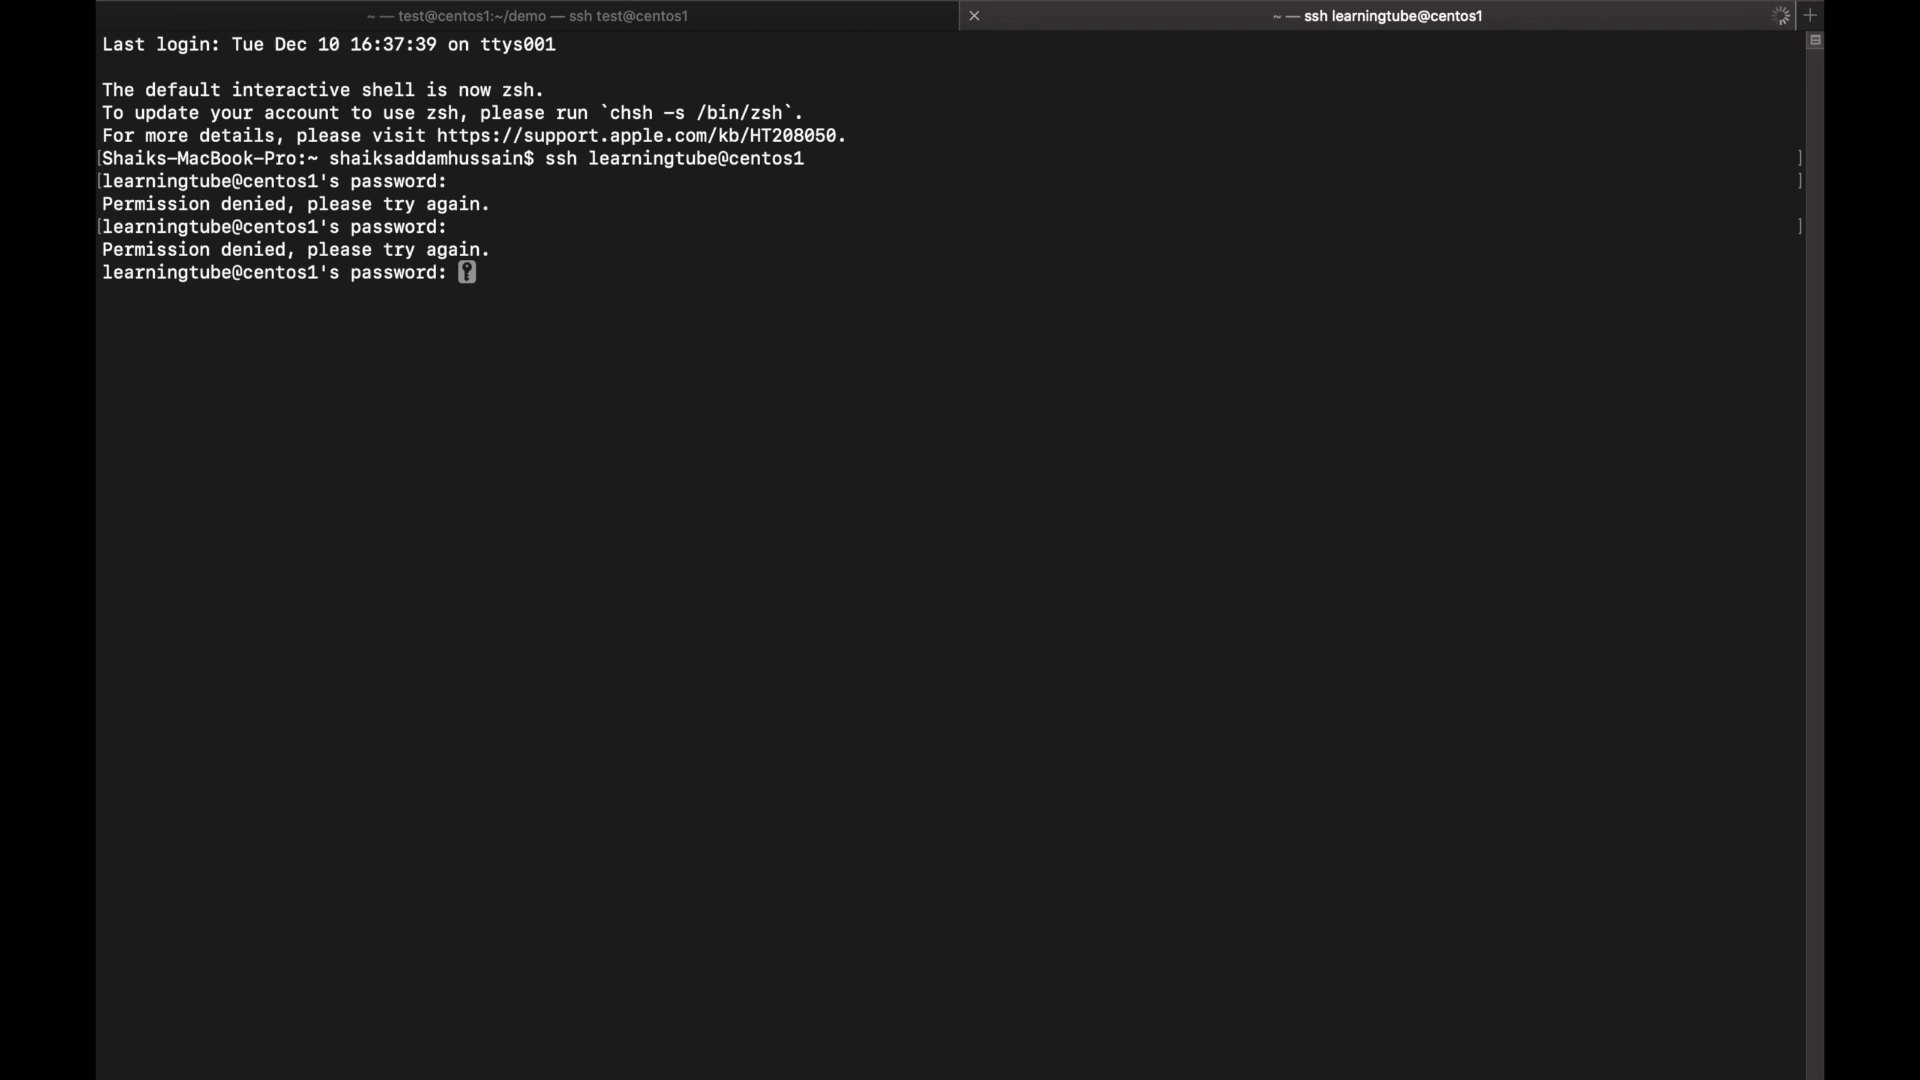 ~ — test@centos1:~/demo — ssh test@centos1
~ — ssh learningtube@centos1
Last login: Tue Dec 10 16:37:39 on ttys001
The default interactive shell is now zsh.
To update your account to use zsh, please run `chsh -s /bin/zsh`.
For more details, please visit https://support.apple.com/kb/HT208050.
[Shaiks-MacBook-Pro:~ shaiksaddamhussain$ ssh learningtube@centos1 ]
[learningtube@centos1's password: ]
Permission denied, please try again.
[learningtube@centos1's password: ]
Permission denied, please try again.
learningtube@centos1's password: